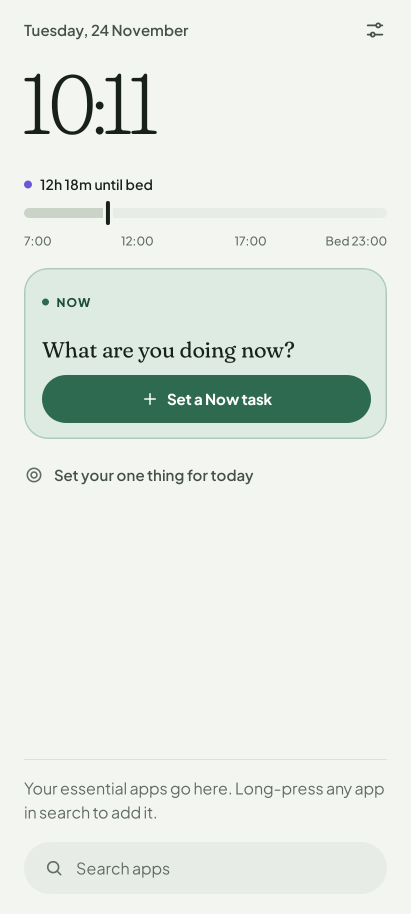 Tuesday, 24 November
10:11
12h 18m until bed
7:00 12:00 17:00 Bed 23:00
NOW
What are you doing now?
Set a Now task
Set your one thing for today
Your essential apps go here. Long-press any app
in search to add it.
Search apps